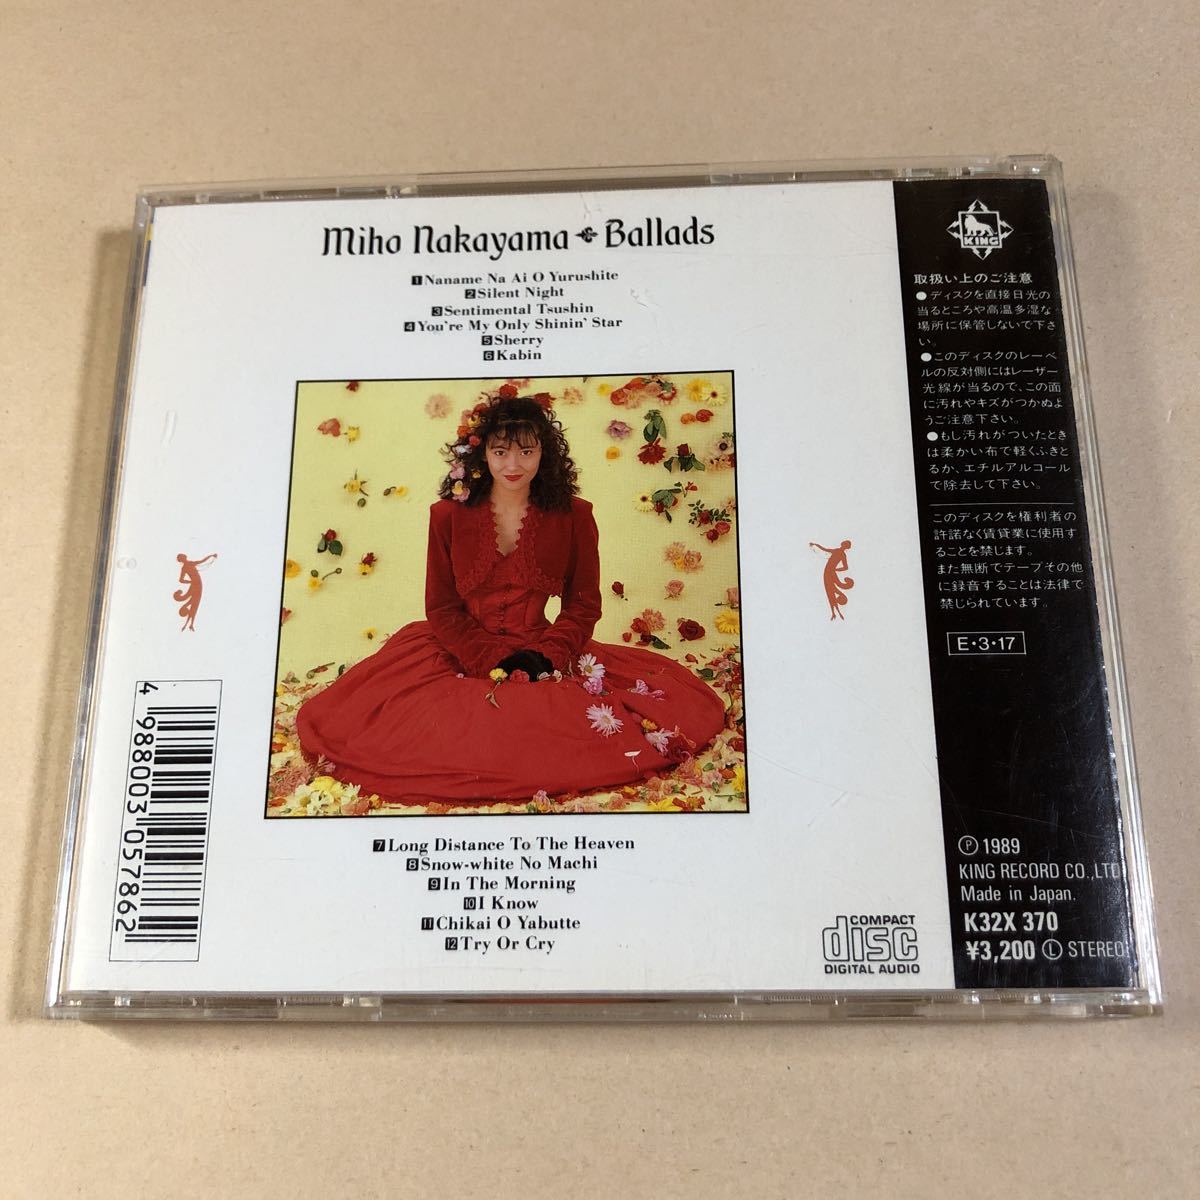 Miho Nakayama Ballads
1 Naname Na Ai O Yurushite
2 Silent Night
3 Sentimental Tsushin
4 You're My Only Shinin' Star
5 Sherry
6 Kabin
7 Long Distance To The Heaven
8 Snow-white No Machi
9 In The Morning
10 I Know
11 Chikai O Yabutte
12 Try Or Cry
4 988003 057862
COMPACT
disc
DIGITAL AUDIO
KING
取扱い上のご注意
●ディスクを直接日光の
当るところや高温多湿な
場所に保管しないで下さ
い。
●このディスクのレーベ
ルの反対側にはレーザー
光線が当るので、この面
に汚れやキズがつかぬよ
うご注意下さい。
●もし汚れがついたとき
は柔かい布で軽くふきと
るか、エチルアルコール
で除去して下さい。
このディスクを権利者の
許諾なく賃貸業に使用す
ることを禁じます。
また無断でテープその他
に録音することは法律で
禁じられています。
E・3・17
Ⓟ 1989
KING RECORD CO.,LTD
Made in Japan.
K32X 370
¥3,200 Ⓛ STEREO